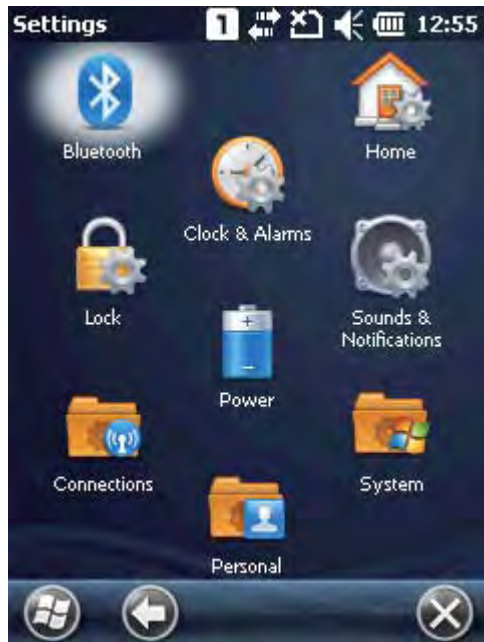 Settings 1 12:55
Bluetooth
Home
Clock & Alarms
Lock
Sounds &
Notifications
Power
Connections
System
Personal